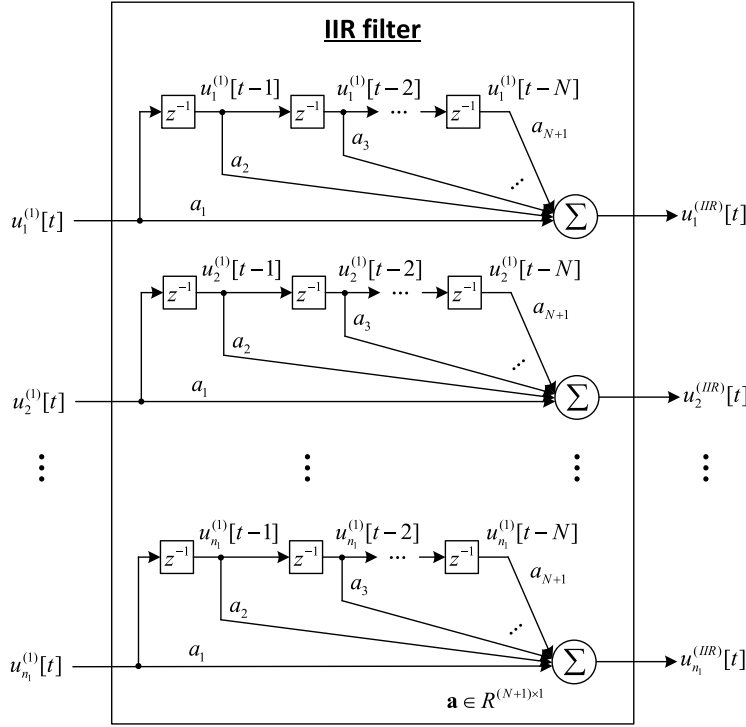 IIR filter
u_1^{(1)}[t−1] u_1^{(1)}[t−2] u_1^{(1)}[t−N]
z^{−1} z^{−1} ... z^{−1}
a_2 a_3 a_{N+1}
...
u_1^{(1)}[t] a_1 ∑ u_1^{(IIR)}[t]
u_2^{(1)}[t−1] u_2^{(1)}[t−2] u_2^{(1)}[t−N]
z^{−1} z^{−1} ... z^{−1}
a_2 a_3 a_{N+1}
...
u_2^{(1)}[t] a_1 ∑ u_2^{(IIR)}[t]
⋮ ⋮ ⋮ ⋮
u_{n_1}^{(1)}[t−1] u_{n_1}^{(1)}[t−2] u_{n_1}^{(1)}[t−N]
z^{−1} z^{−1} ... z^{−1}
a_2 a_3 a_{N+1}
...
u_{n_1}^{(1)}[t] a_1 ∑ u_{n_1}^{(IIR)}[t]
a ∈ R^{(N+1)×1}